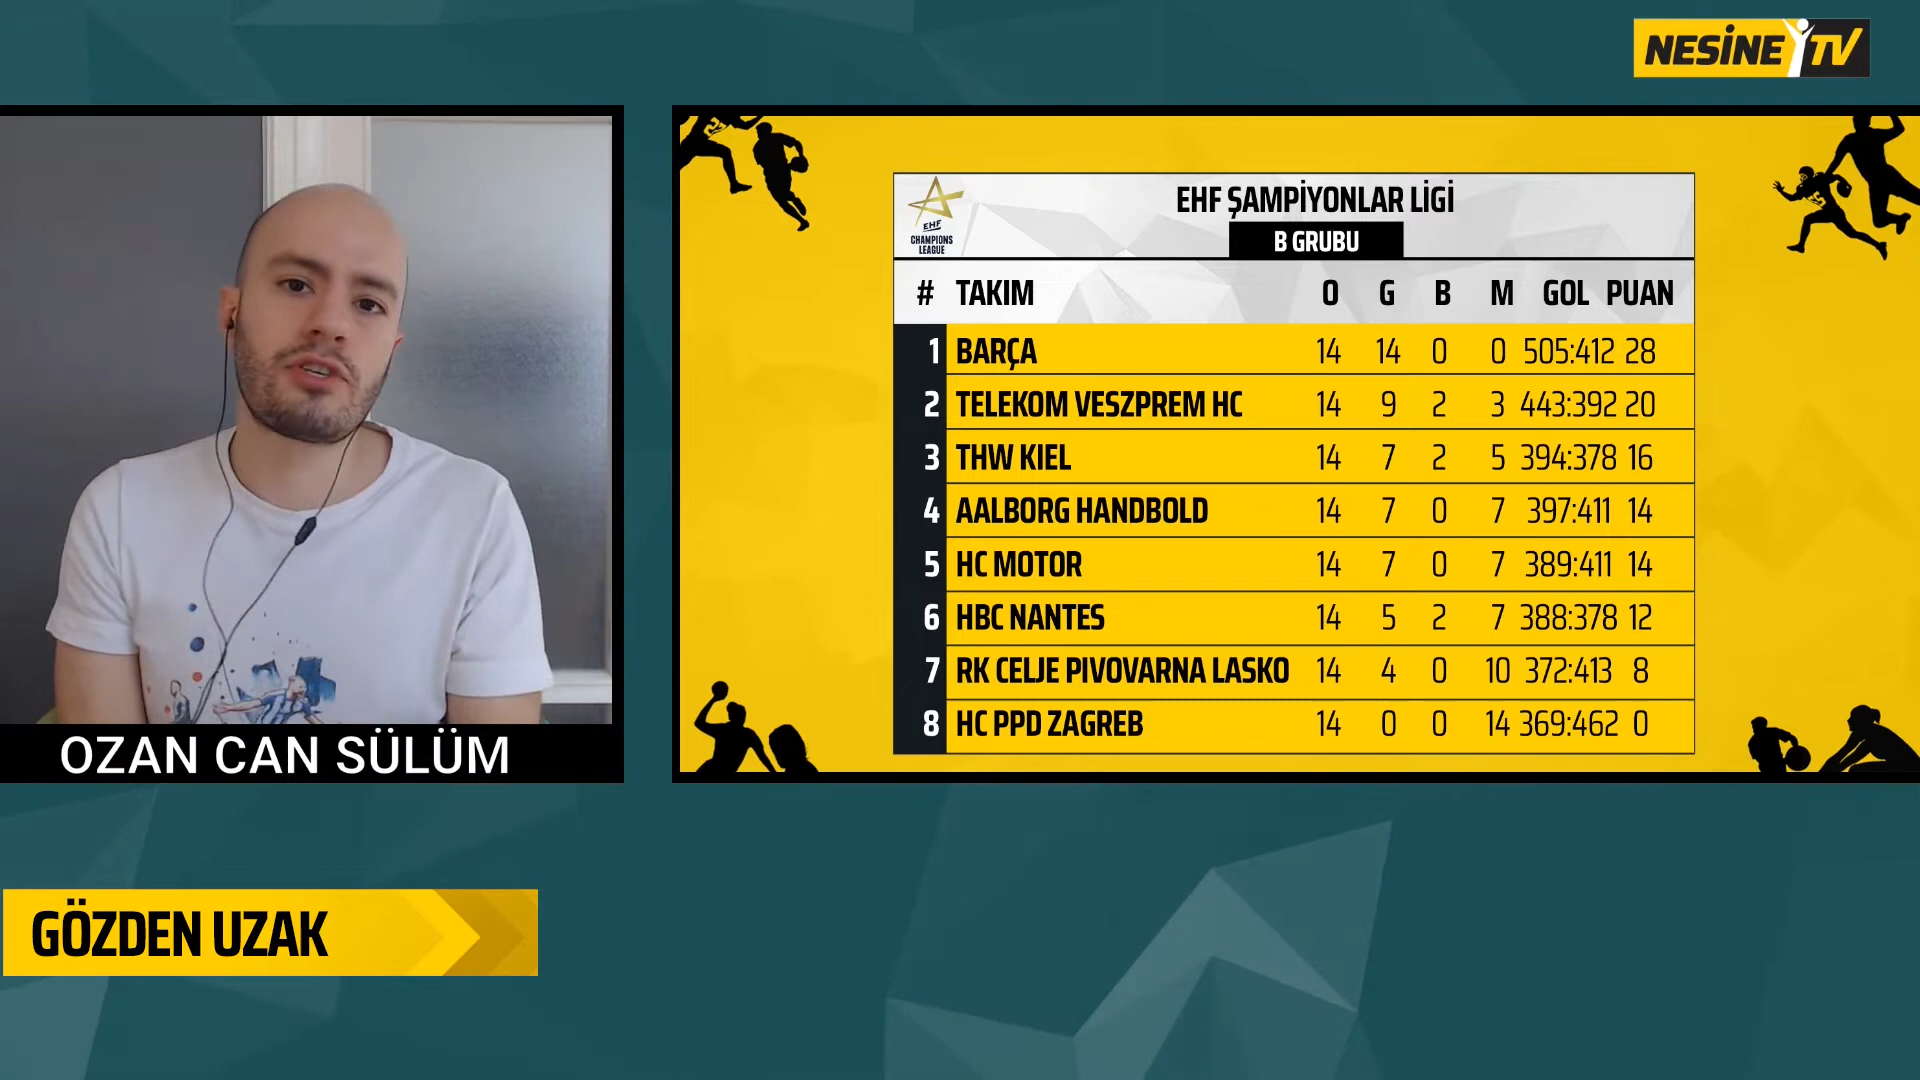 NESİNE TV
EHF
CHAMPIONS
LEAGUE
EHF ŞAMPİYONLAR LİGİ
B GRUBU
# TAKIM O G B M GOL PUAN
1 BARÇA 14 14 0 0 505:412 28
2 TELEKOM VESZPREM HC 14 9 2 3 443:392 20
3 THW KIEL 14 7 2 5 394:378 16
4 AALBORG HANDBOLD 14 7 0 7 397:411 14
5 HC MOTOR 14 7 0 7 389:411 14
6 HBC NANTES 14 5 2 7 388:378 12
7 RK CELJE PIVOVARNA LASKO 14 4 0 10 372:413 8
8 HC PPD ZAGREB 14 0 0 14 369:462 0
OZAN CAN SÜLÜM
GÖZDEN UZAK